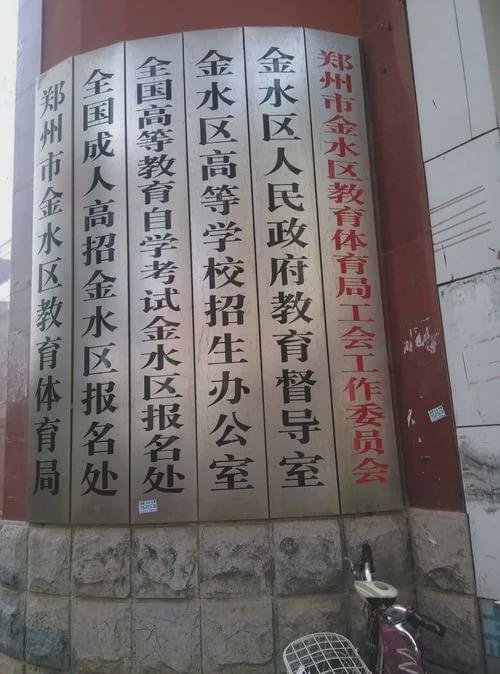 郑州市金水区教育体育局
全国成人高招金水区报名处
全国高等教育自学考试金水区报名处
金水区高等学校招生办公室
金水区人民政府教育督导室
郑州市金水区教育体育局工会工作委员会